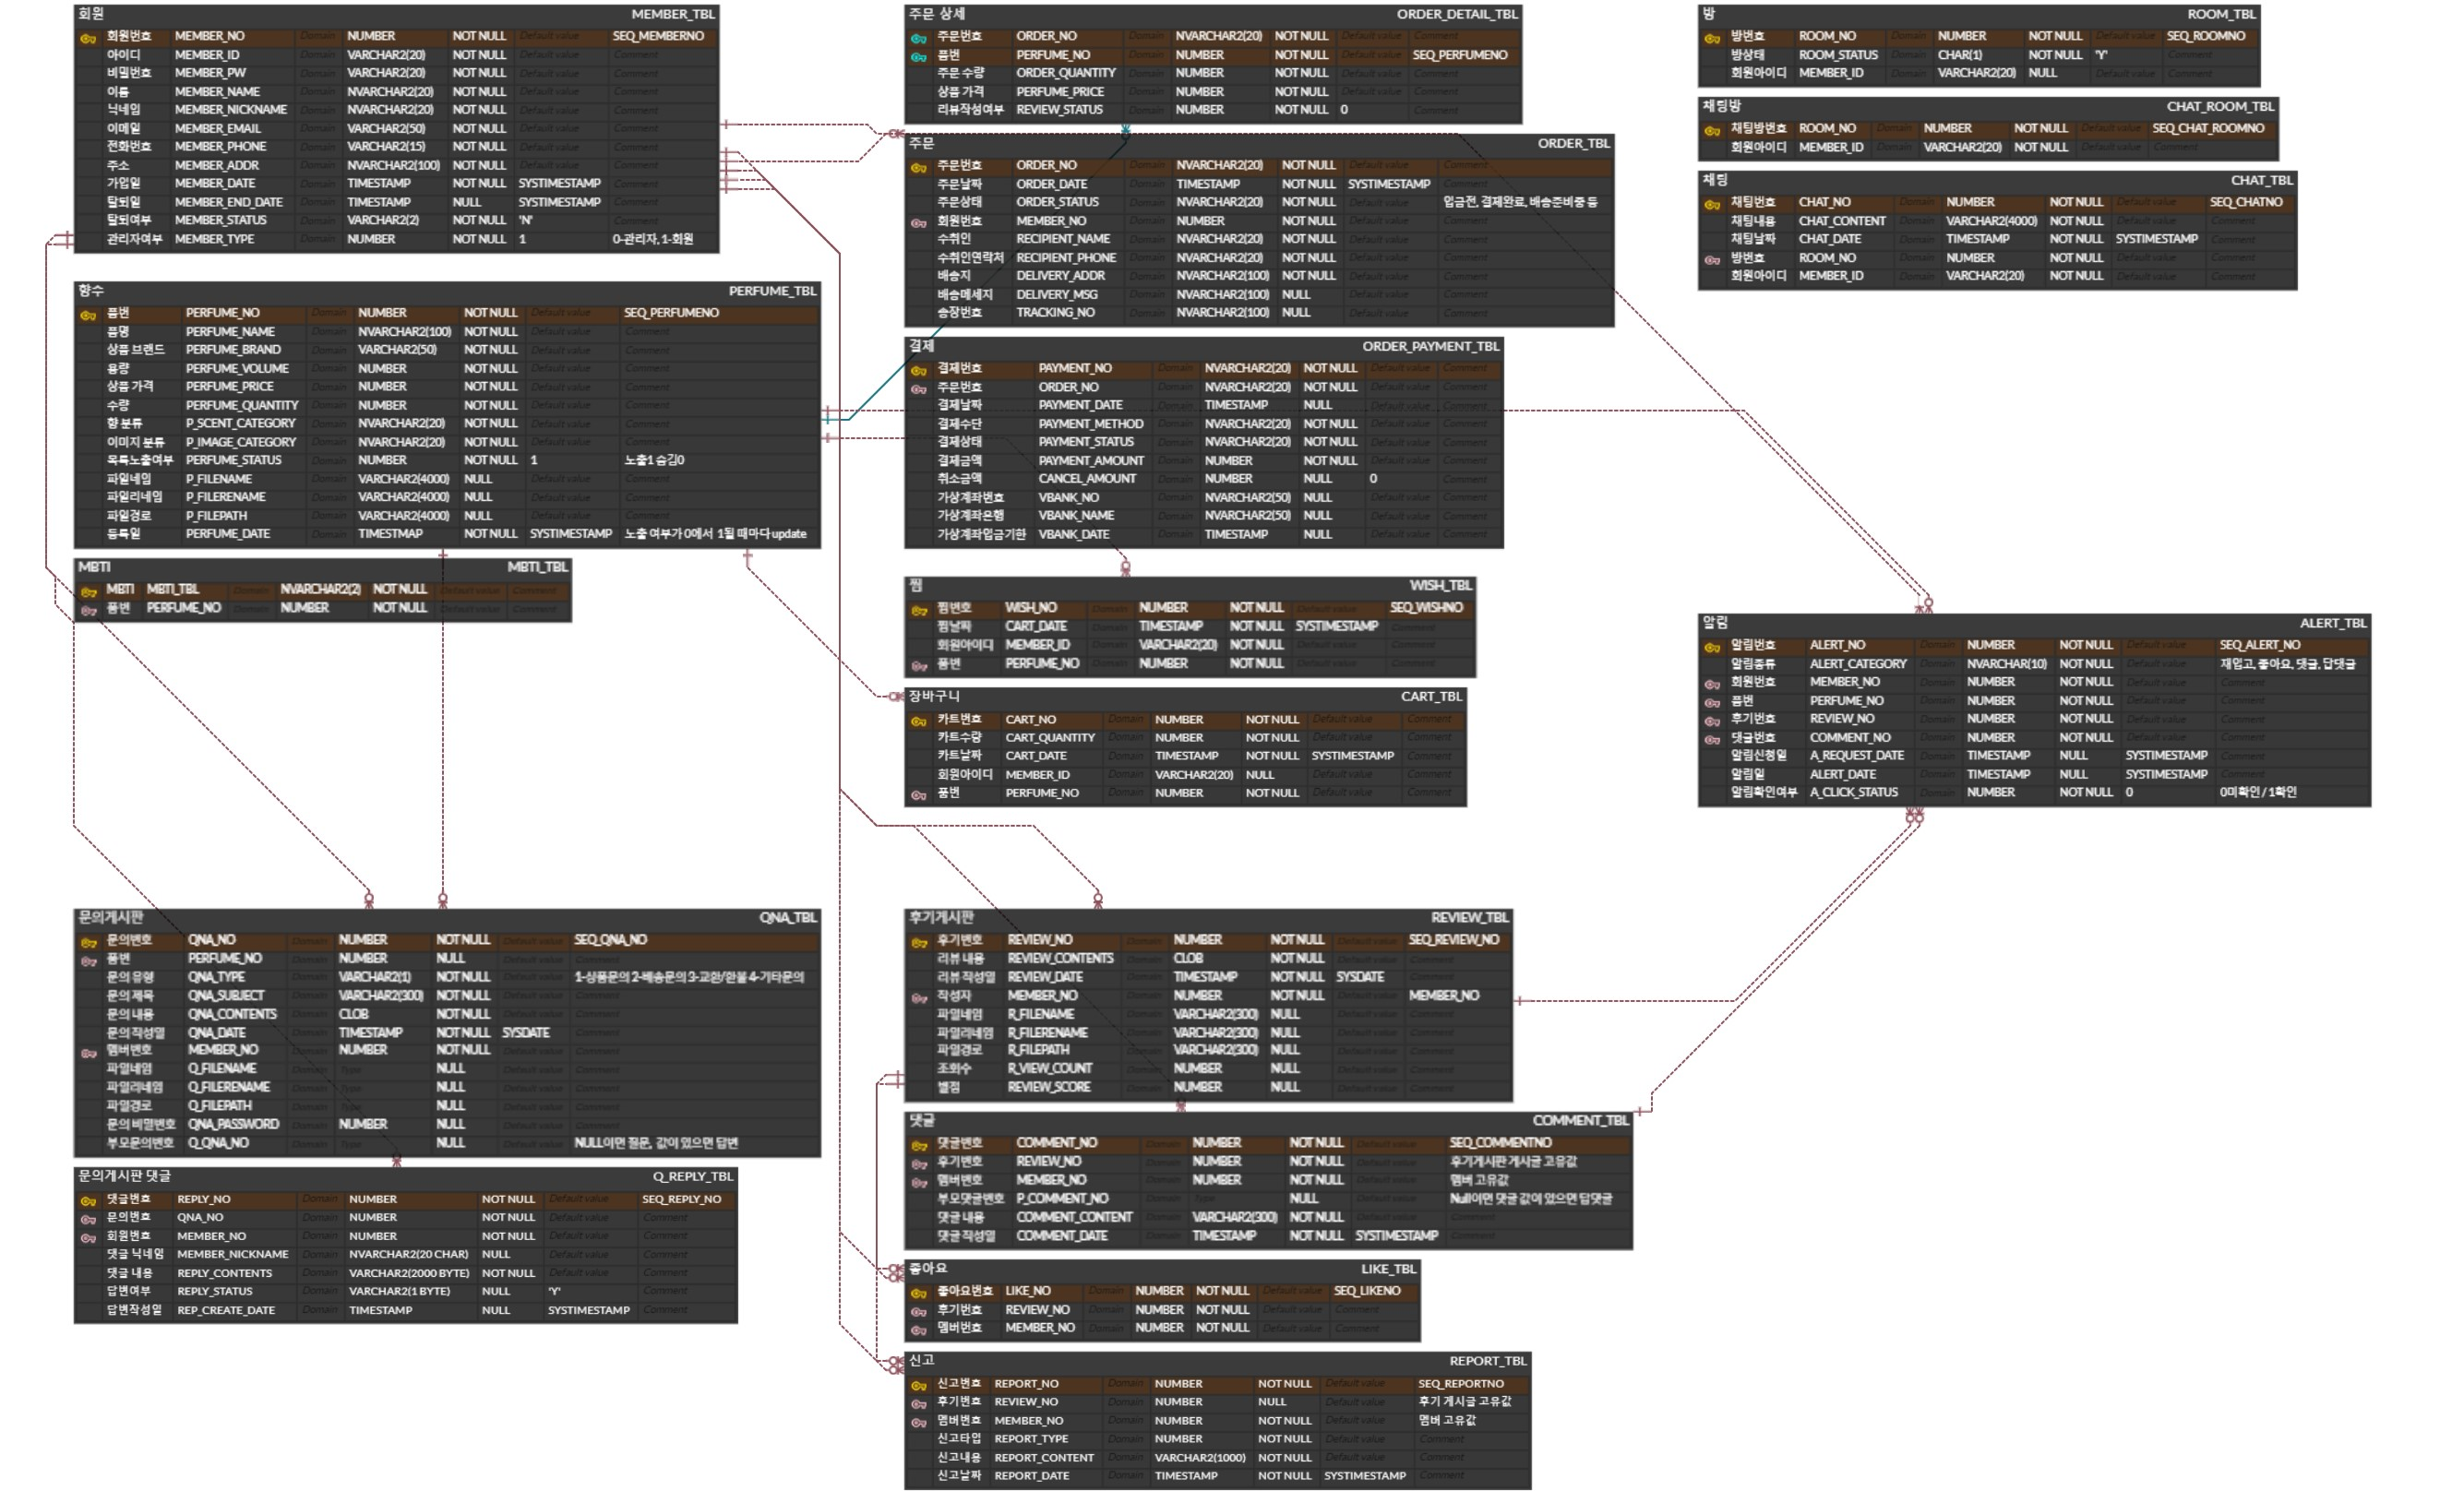 회원 MEMBER_TBL
회원번호 MEMBER_NO Domain NUMBER NOT NULL Default value SEQ_MEMBERNO
아이디 MEMBER_ID Domain VARCHAR2(20) NOT NULL Default value Comment
비밀번호 MEMBER_PW Domain VARCHAR2(20) NOT NULL Default value Comment
이름 MEMBER_NAME Domain NVARCHAR2(20) NOT NULL Default value Comment
닉네임 MEMBER_NICKNAME Domain NVARCHAR2(20) NOT NULL Default value Comment
이메일 MEMBER_EMAIL Domain VARCHAR2(50) NOT NULL Default value Comment
전화번호 MEMBER_PHONE Domain VARCHAR2(15) NOT NULL Default value Comment
주소 MEMBER_ADDR Domain NVARCHAR2(100) NOT NULL Default value Comment
가입일 MEMBER_DATE Domain TIMESTAMP NOT NULL SYSTIMESTAMP Comment
탈퇴일 MEMBER_END_DATE Domain TIMESTAMP NULL SYSTIMESTAMP Comment
탈퇴여부 MEMBER_STATUS Domain VARCHAR2(2) NOT NULL 'N' Comment
관리자여부 MEMBER_TYPE Domain NUMBER NOT NULL 1 0-관리자, 1-회원
향수 PERFUME_TBL
품번 PERFUME_NO Domain NUMBER NOT NULL Default value SEQ_PERFUMENO
품명 PERFUME_NAME Domain NVARCHAR2(100) NOT NULL Default value Comment
상품 브랜드 PERFUME_BRAND Domain VARCHAR2(50) NOT NULL Default value Comment
용량 PERFUME_VOLUME Domain NUMBER NOT NULL Default value Comment
상품 가격 PERFUME_PRICE Domain NUMBER NOT NULL Default value Comment
수량 PERFUME_QUANTITY Domain NUMBER NOT NULL Default value Comment
향 분류 P_SCENT_CATEGORY Domain NVARCHAR2(20) NOT NULL Default value Comment
이미지 분류 P_IMAGE_CATEGORY Domain NVARCHAR2(20) NOT NULL Default value Comment
목록노출여부 PERFUME_STATUS Domain NUMBER NOT NULL 1 노출1 숨김0
파일네임 P_FILENAME Domain VARCHAR2(4000) NULL Default value Comment
파일리네임 P_FILERENAME Domain VARCHAR2(4000) NULL Default value Comment
파일경로 P_FILEPATH Domain VARCHAR2(4000) NULL Default value Comment
등록일 PERFUME_DATE Domain TIMESTMAP NOT NULL SYSTIMESTAMP 노출 여부가 0에서 1될 때마다 update
MBTI MBTI_TBL
MBTI MBTI_TBL Domain NVARCHAR2(2) NOT NULL Default value Comment
품번 PERFUME_NO Domain NUMBER NOT NULL Default value Comment
문의게시판 QNA_TBL
문의번호 QNA_NO Domain NUMBER NOT NULL Default value SEQ_QNA_NO
품번 PERFUME_NO Domain NUMBER NULL Default value Comment
문의 유형 QNA_TYPE Domain VARCHAR2(1) NOT NULL Default value 1-상품문의 2-배송문의 3-교환/환불 4-기타문의
문의 제목 QNA_SUBJECT Domain VARCHAR2(300) NOT NULL Default value Comment
문의 내용 QNA_CONTENTS Domain CLOB NOT NULL Default value Comment
문의 작성일 QNA_DATE Domain TIMESTAMP NOT NULL SYSDATE Comment
멤버번호 MEMBER_NO Domain NUMBER NOT NULL Default value Comment
파일네임 Q_FILENAME Domain Type NULL Default value Comment
파일리네임 Q_FILERENAME Domain Type NULL Default value Comment
파일경로 Q_FILEPATH Domain Type NULL Default value Comment
문의 비밀번호 QNA_PASSWORD Domain NUMBER NULL Default value Comment
부모문의번호 Q_QNA_NO Domain Type NULL Default value NULL이면 질문, 값이 있으면 답변
문의게시판 댓글 Q_REPLY_TBL
댓글번호 REPLY_NO Domain NUMBER NOT NULL Default value SEQ_REPLY_NO
문의번호 QNA_NO Domain NUMBER NOT NULL Default value Comment
회원번호 MEMBER_NO Domain NUMBER NOT NULL Default value Comment
댓글 닉네임 MEMBER_NICKNAME Domain NVARCHAR2(20 CHAR) NULL Default value Comment
댓글 내용 REPLY_CONTENTS Domain VARCHAR2(2000 BYTE) NOT NULL Default value Comment
답변여부 REPLY_STATUS Domain VARCHAR2(1 BYTE) NULL 'Y' Comment
답변작성일 REP_CREATE_DATE Domain TIMESTAMP NULL SYSTIMESTAMP Comment
주문 상세 ORDER_DETAIL_TBL
주문번호 ORDER_NO Domain NVARCHAR2(20) NOT NULL Default value Comment
품번 PERFUME_NO Domain NUMBER NOT NULL Default value SEQ_PERFUMENO
주문 수량 ORDER_QUANTITY Domain NUMBER NOT NULL Default value Comment
상품 가격 PERFUME_PRICE Domain NUMBER NOT NULL Default value Comment
리뷰작성여부 REVIEW_STATUS Domain NUMBER NOT NULL 0 Comment
주문 ORDER_TBL
주문번호 ORDER_NO Domain NVARCHAR2(20) NOT NULL Default value Comment
주문날짜 ORDER_DATE Domain TIMESTAMP NOT NULL SYSTIMESTAMP Comment
주문상태 ORDER_STATUS Domain NVARCHAR2(20) NOT NULL Default value 입금전, 결제완료, 배송준비중 등
회원번호 MEMBER_NO Domain NUMBER NOT NULL Default value Comment
수취인 RECIPIENT_NAME Domain NVARCHAR2(20) NOT NULL Default value Comment
수취인연락처 RECIPIENT_PHONE Domain NVARCHAR2(20) NOT NULL Default value Comment
배송지 DELIVERY_ADDR Domain NVARCHAR2(100) NOT NULL Default value Comment
배송메세지 DELIVERY_MSG Domain NVARCHAR2(100) NULL Default value Comment
송장번호 TRACKING_NO Domain NVARCHAR2(100) NULL Default value Comment
결제 ORDER_PAYMENT_TBL
결제번호 PAYMENT_NO Domain NVARCHAR2(20) NOT NULL Default value Comment
주문번호 ORDER_NO Domain NVARCHAR2(20) NOT NULL Default value Comment
결제날짜 PAYMENT_DATE Domain TIMESTAMP NULL Default value Comment
결제수단 PAYMENT_METHOD Domain NVARCHAR2(20) NOT NULL Default value Comment
결제상태 PAYMENT_STATUS Domain NVARCHAR2(20) NOT NULL Default value Comment
결제금액 PAYMENT_AMOUNT Domain NUMBER NOT NULL Default value Comment
취소금액 CANCEL_AMOUNT Domain NUMBER NULL 0 Comment
가상계좌번호 VBANK_NO Domain NVARCHAR2(50) NULL Default value Comment
가상계좌은행 VBANK_NAME Domain NVARCHAR2(50) NULL Default value Comment
가상계좌입금기한 VBANK_DATE Domain TIMESTAMP NULL Default value Comment
찜 WISH_TBL
찜번호 WISH_NO Domain NUMBER NOT NULL Default value SEQ_WISHNO
찜날짜 CART_DATE Domain TIMESTAMP NOT NULL SYSTIMESTAMP Comment
회원아이디 MEMBER_ID Domain VARCHAR2(20) NOT NULL Default value Comment
품번 PERFUME_NO Domain NUMBER NOT NULL Default value Comment
장바구니 CART_TBL
카트번호 CART_NO Domain NUMBER NOT NULL Default value Comment
카트수량 CART_QUANTITY Domain NUMBER NOT NULL Default value Comment
카트날짜 CART_DATE Domain TIMESTAMP NOT NULL SYSTIMESTAMP Comment
회원아이디 MEMBER_ID Domain VARCHAR2(20) NULL Default value Comment
품번 PERFUME_NO Domain NUMBER NOT NULL Default value Comment
후기게시판 REVIEW_TBL
후기번호 REVIEW_NO Domain NUMBER NOT NULL Default value SEQ_REVIEW_NO
리뷰 내용 REVIEW_CONTENTS Domain CLOB NOT NULL Default value Comment
리뷰 작성일 REVIEW_DATE Domain TIMESTAMP NOT NULL SYSDATE Comment
작성자 MEMBER_NO Domain NUMBER NOT NULL Default value MEMBER_NO
파일네임 R_FILENAME Domain VARCHAR2(300) NULL Default value Comment
파일리네임 R_FILERENAME Domain VARCHAR2(300) NULL Default value Comment
파일경로 R_FILEPATH Domain VARCHAR2(300) NULL Default value Comment
조회수 R_VIEW_COUNT Domain NUMBER NULL Default value Comment
별점 REVIEW_SCORE Domain NUMBER NULL Default value Comment
댓글 COMMENT_TBL
댓글번호 COMMENT_NO Domain NUMBER NOT NULL Default value SEQ_COMMENTNO
후기번호 REVIEW_NO Domain NUMBER NOT NULL Default value 후기게시판 게시글 고유값
멤버번호 MEMBER_NO Domain NUMBER NOT NULL Default value 멤버 고유값
부모댓글번호 P_COMMENT_NO Domain Type NULL Default value Null이면 댓글 값이 있으면 답댓글
댓글 내용 COMMENT_CONTENT Domain VARCHAR2(300) NOT NULL Default value Comment
댓글 작성일 COMMENT_DATE Domain TIMESTAMP NOT NULL SYSTIMESTAMP Comment
좋아요 LIKE_TBL
좋아요번호 LIKE_NO Domain NUMBER NOT NULL Default value SEQ_LIKENO
후기번호 REVIEW_NO Domain NUMBER NOT NULL Default value Comment
멤버번호 MEMBER_NO Domain NUMBER NOT NULL Default value Comment
신고 REPORT_TBL
신고번호 REPORT_NO Domain NUMBER NOT NULL Default value SEQ_REPORTNO
후기번호 REVIEW_NO Domain NUMBER NULL Default value 후기 게시글 고유값
멤버번호 MEMBER_NO Domain NUMBER NOT NULL Default value 멤버 고유값
신고타입 REPORT_TYPE Domain NUMBER NOT NULL Default value Comment
신고내용 REPORT_CONTENT Domain VARCHAR2(1000) NOT NULL Default value Comment
신고날짜 REPORT_DATE Domain TIMESTAMP NOT NULL SYSTIMESTAMP Comment
방 ROOM_TBL
방번호 ROOM_NO Domain NUMBER NOT NULL Default value SEQ_ROOMNO
방상태 ROOM_STATUS Domain CHAR(1) NOT NULL 'Y' Comment
회원아이디 MEMBER_ID Domain VARCHAR2(20) NULL Default value Comment
채팅방 CHAT_ROOM_TBL
채팅방번호 ROOM_NO Domain NUMBER NOT NULL Default value SEQ_CHAT_ROOMNO
회원아이디 MEMBER_ID Domain VARCHAR2(20) NOT NULL Default value Comment
채팅 CHAT_TBL
채팅번호 CHAT_NO Domain NUMBER NOT NULL Default value SEQ_CHATNO
채팅내용 CHAT_CONTENT Domain VARCHAR2(4000) NOT NULL Default value Comment
채팅날짜 CHAT_DATE Domain TIMESTAMP NOT NULL SYSTIMESTAMP Comment
방번호 ROOM_NO Domain NUMBER NOT NULL Default value Comment
회원아이디 MEMBER_ID Domain VARCHAR2(20) NOT NULL Default value Comment
알림 ALERT_TBL
알림번호 ALERT_NO Domain NUMBER NOT NULL Default value SEQ_ALERT_NO
알림종류 ALERT_CATEGORY Domain NVARCHAR(10) NOT NULL Default value 재입고, 좋아요, 댓글, 답댓글
회원번호 MEMBER_NO Domain NUMBER NOT NULL Default value Comment
품번 PERFUME_NO Domain NUMBER NOT NULL Default value Comment
후기번호 REVIEW_NO Domain NUMBER NOT NULL Default value Comment
댓글번호 COMMENT_NO Domain NUMBER NOT NULL Default value Comment
알림신청일 A_REQUEST_DATE Domain TIMESTAMP NULL SYSTIMESTAMP Comment
알림일 ALERT_DATE Domain TIMESTAMP NULL SYSTIMESTAMP Comment
알림확인여부 A_CLICK_STATUS Domain NUMBER NOT NULL 0 0미확인 / 1확인